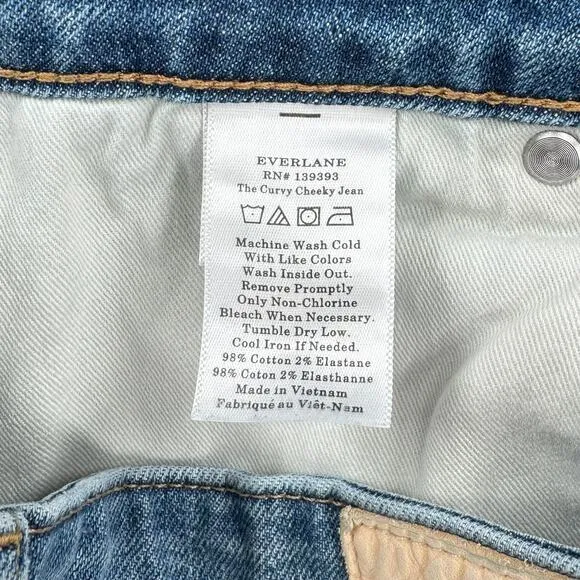 EVERLANE
RN# 139393
The Curvy Cheeky Jean
Machine Wash Cold
With Like Colors
Wash Inside Out.
Remove Promptly
Only Non-Chlorine
Bleach When Necessary.
Tumble Dry Low.
Cool Iron If Needed.
98% Cotton 2% Elastane
98% Coton 2% Elasthanne
Made in Vietnam
Fabriqué au Viêt-Nam